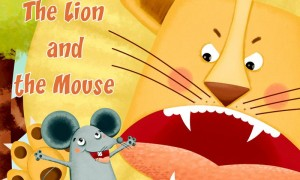 The Lion
and
the Mouse